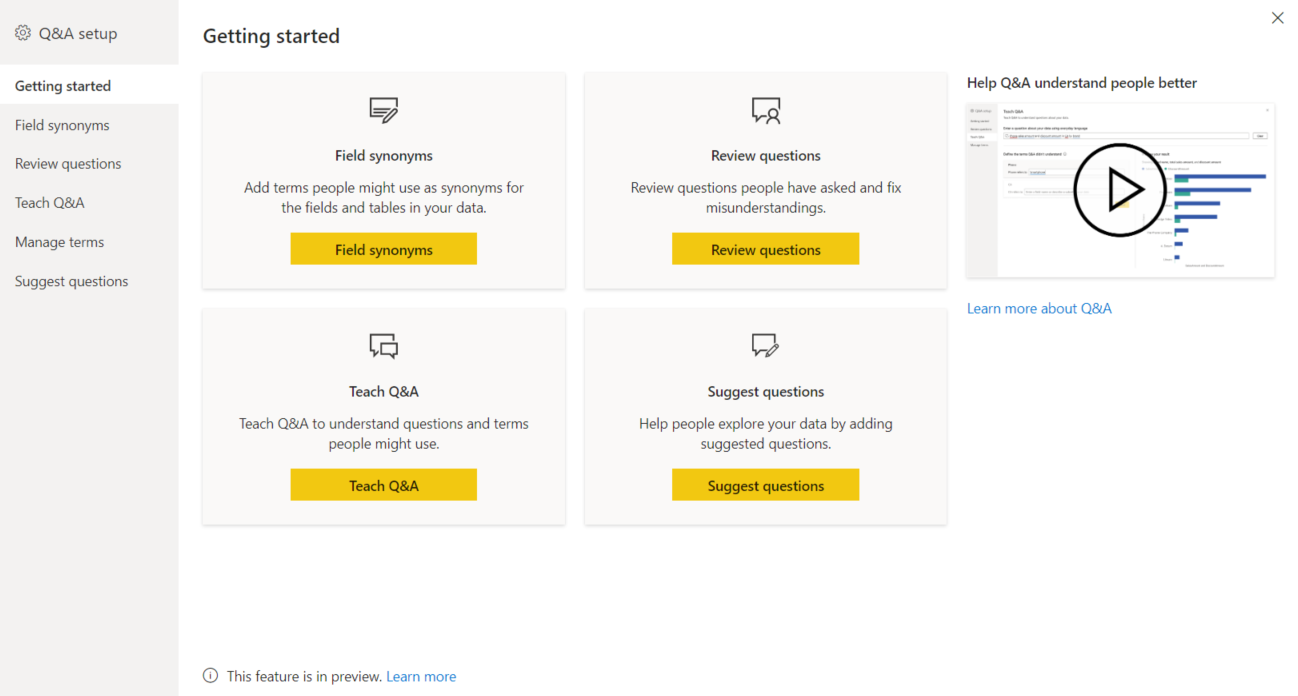 Q&A setup
Getting started
Field synonyms
Review questions
Teach Q&A
Manage terms
Suggest questions
Getting started
Field synonyms
Add terms people might use as synonyms for
the fields and tables in your data.
Field synonyms
Review questions
Review questions people have asked and fix
misunderstandings.
Review questions
Teach Q&A
Teach Q&A to understand questions and terms
people might use.
Teach Q&A
Suggest questions
Help people explore your data by adding
suggested questions.
Suggest questions
Help Q&A understand people better
Teach Q&A
Learn more about Q&A
This feature is in preview. Learn more